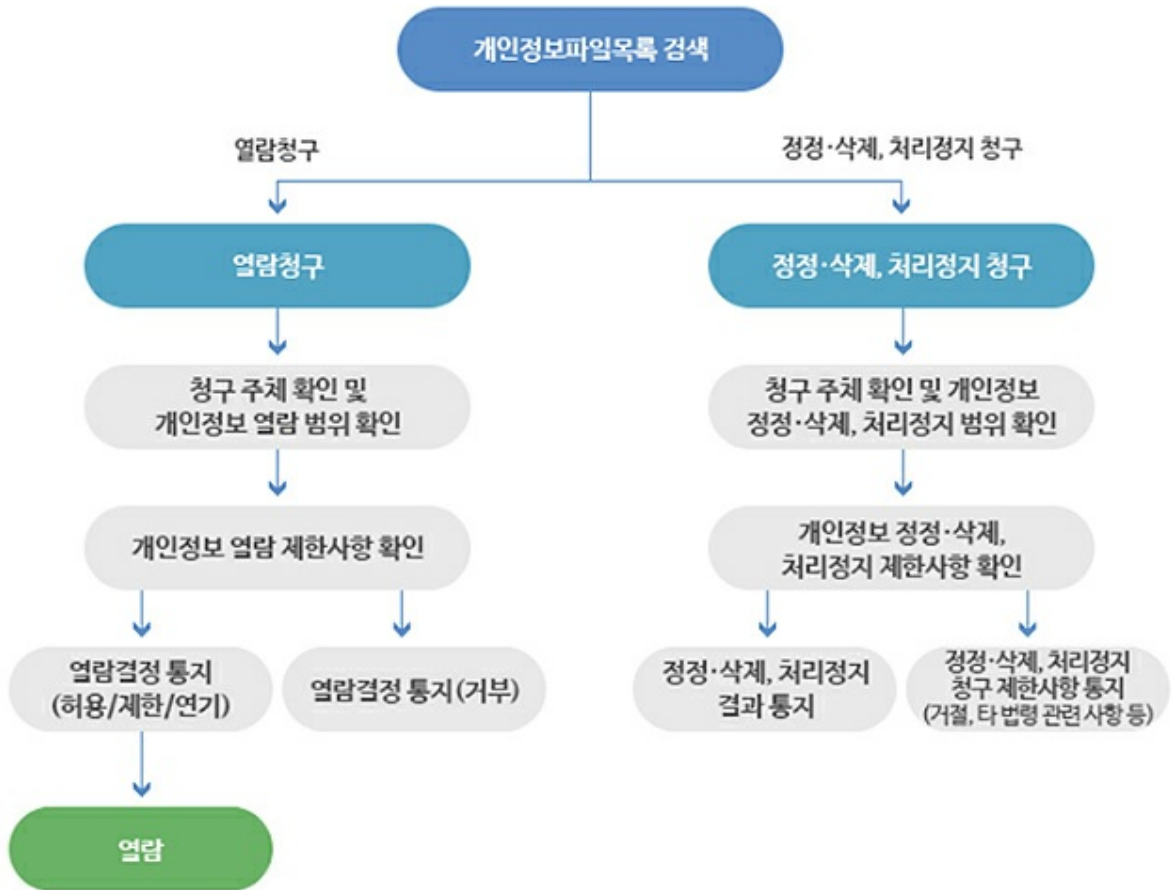 개인정보파일목록 검색
열람청구
정정·삭제, 처리정지 청구
열람청구
정정·삭제, 처리정지 청구
청구 주체 확인 및
개인정보 열람 범위 확인
청구 주체 확인 및 개인정보
정정·삭제, 처리정지 범위 확인
개인정보 열람 제한사항 확인
개인정보 정정·삭제,
처리정지 제한사항 확인
열람결정 통지
(허용/제한/연기)
열람결정 통지(거부)
정정·삭제, 처리정지
결과 통지
정정·삭제, 처리정지
청구 제한사항 통지
(거절, 타 법령 관련 사항 등)
열람